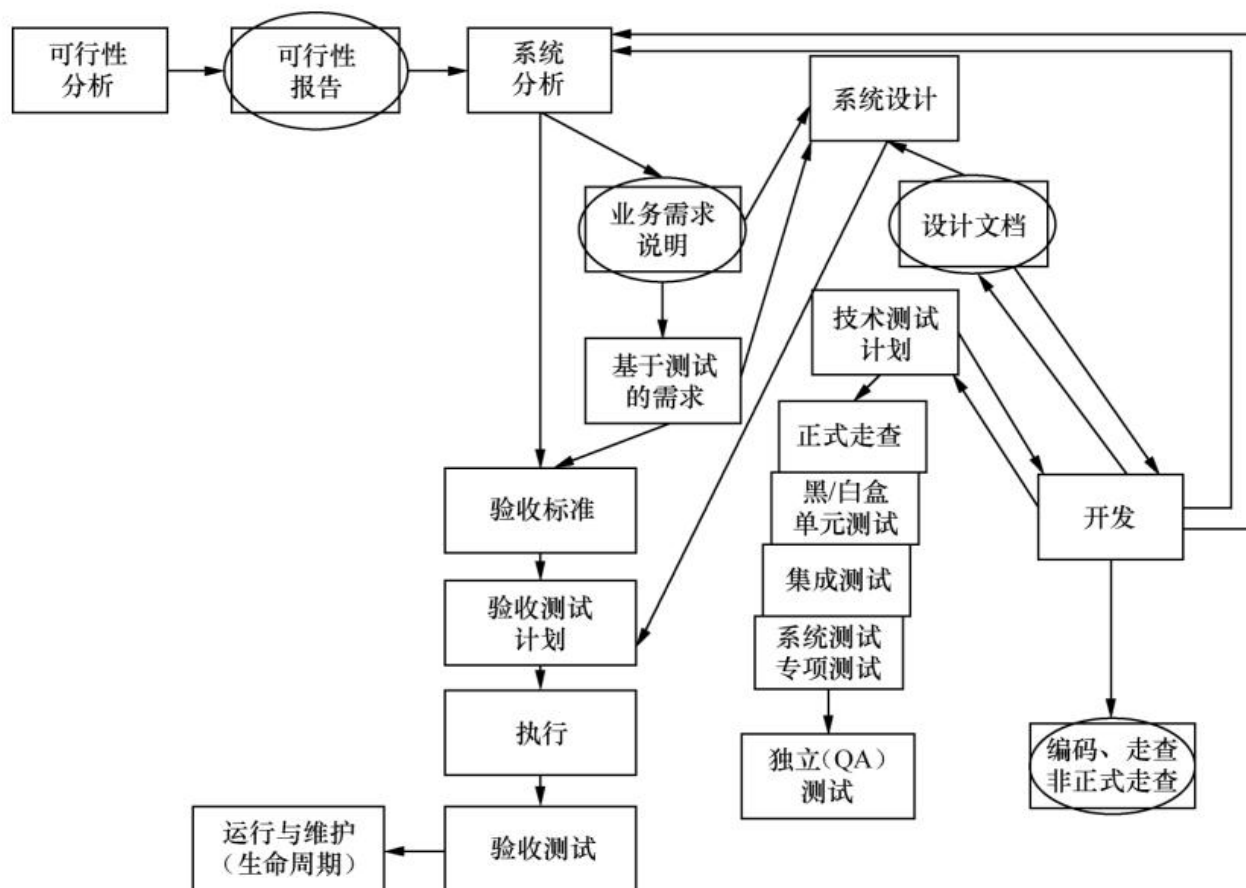 可行性
分析
可行性
报告
系统
分析
系统设计
业务需求
说明
设计文档
技术测试
计划
基于测试
的需求
正式走查
黑/白盒
单元测试
验收标准
开发
集成测试
验收测试
计划
系统测试
专项测试
执行
独立(QA)
测试
编码、走查
非正式走查
运行与维护
(生命周期)
验收测试